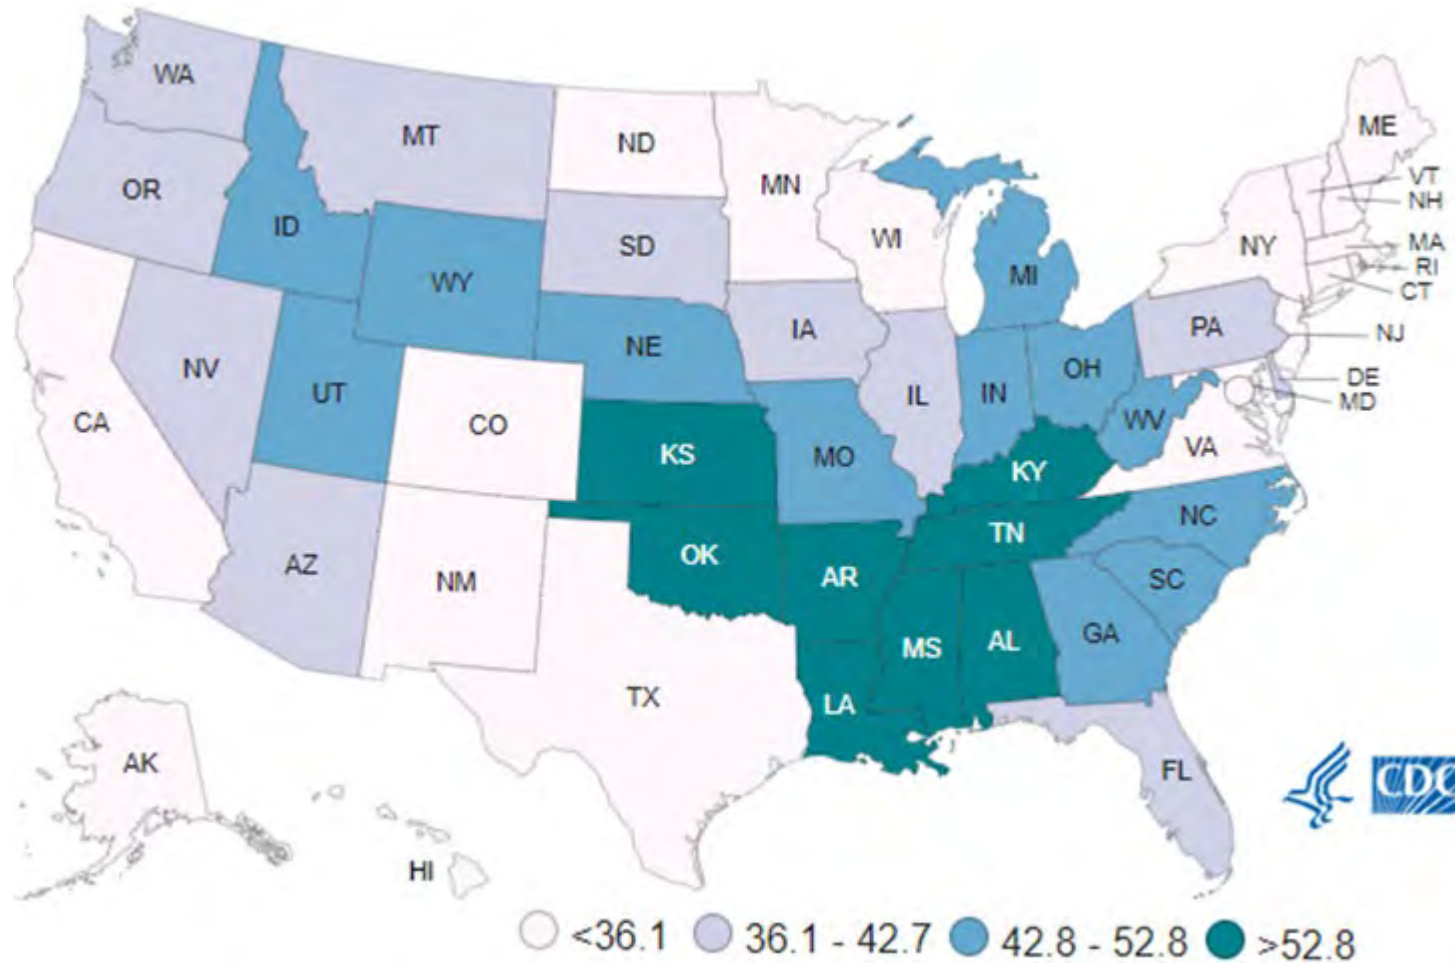 WA
MT
ND
MN
ME
VT
NH
OR
ID
SD
WI
NY
MA
RI
CT
WY
MI
NV
NE
IA
PA
NJ
UT
CA
CO
IL
IN
OH
DE
MD
WV
VA
KS
MO
KY
AZ
NM
OK
AR
TN
NC
SC
MS
AL
GA
TX
LA
AK
FL
HI
CDC
<36.1 36.1 - 42.7 42.8 - 52.8 >52.8